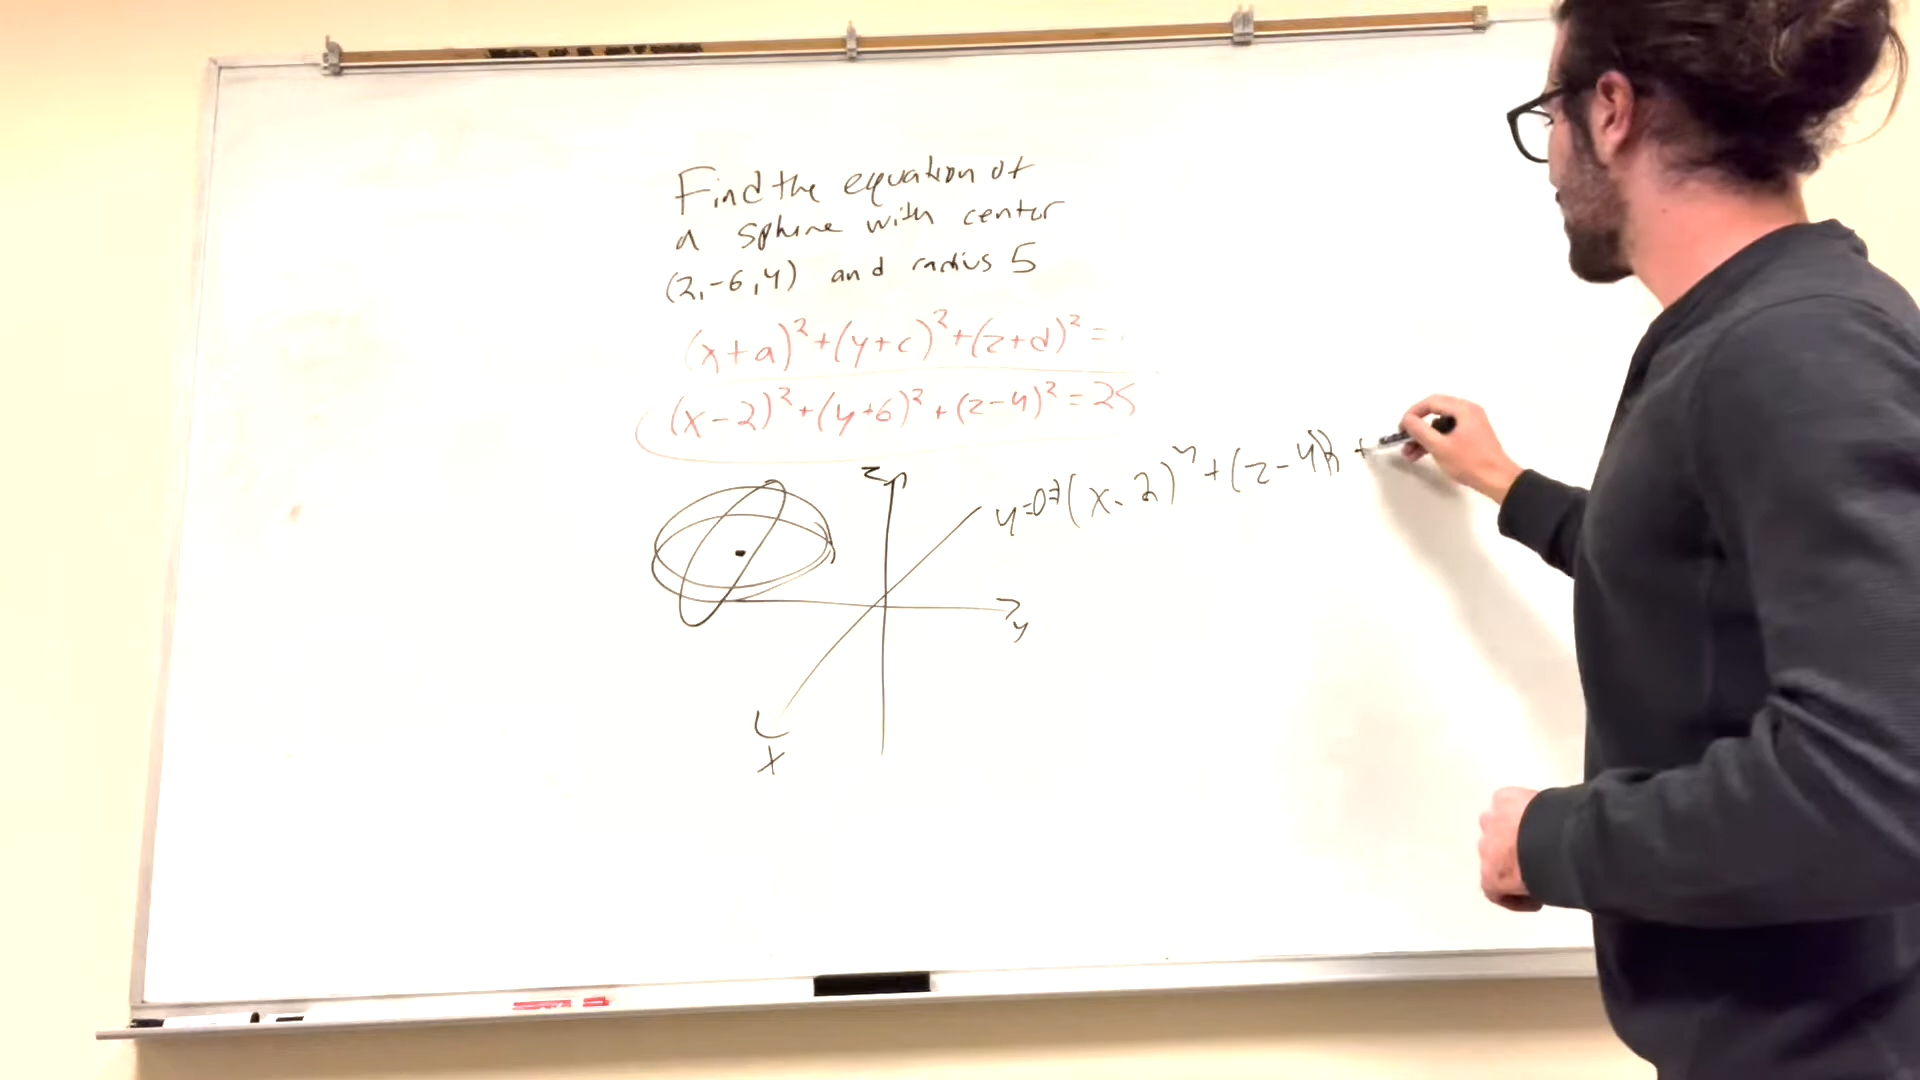 Find the equation of
a sphere with center
(2,-6,4) and radius 5
(x+a)²+(y+c)²+(z+d)²=
(x-2)²+(y+6)²+(z-4)²=25
z
y=0⇒(x-2)²+(z-4)²+
y
x